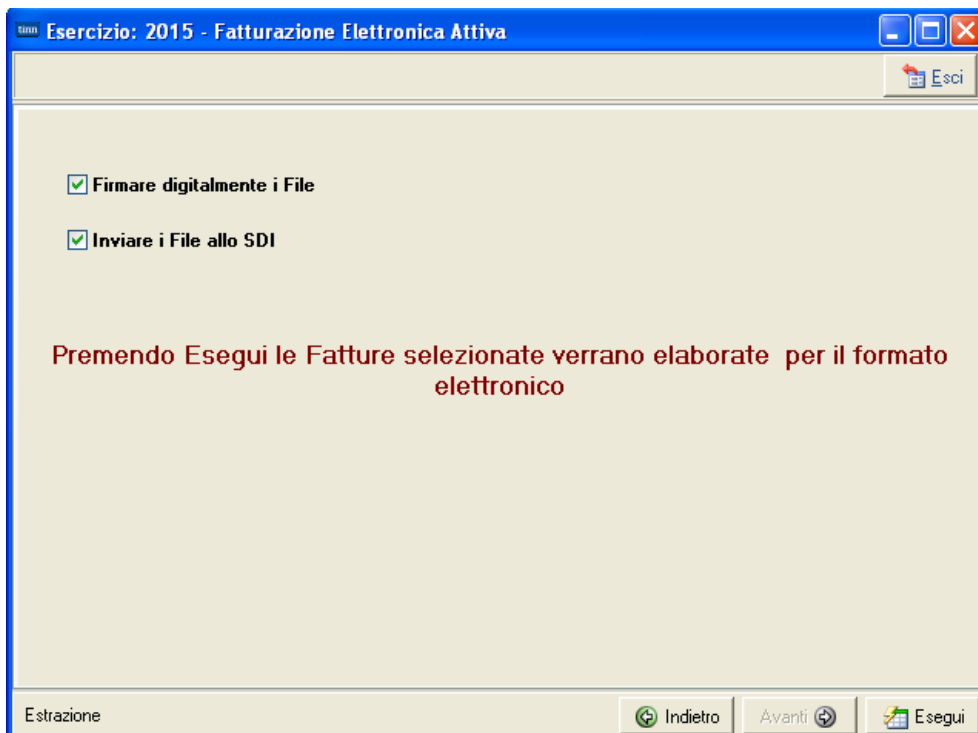 tinn Esercizio: 2015 - Fatturazione Elettronica Attiva
Esci
Firmare digitalmente i File
Inviare i File allo SDI
Premendo Esegui le Fatture selezionate verrano elaborate per il formato
elettronico
Estrazione Indietro Avanti Esegui